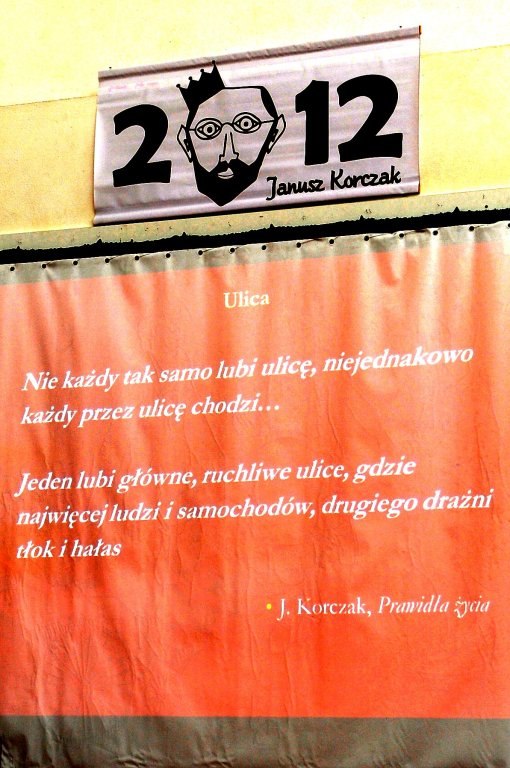 2012
Janusz Korczak
Ulica
Nie każdy tak samo lubi ulicę, niejednakowo
każdy przez ulicę chodzi...
Jeden lubi główne, ruchliwe ulice, gdzie
najwięcej ludzi i samochodów, drugiego drażni
tłok i hałas
• J. Korczak, Prawidła życia